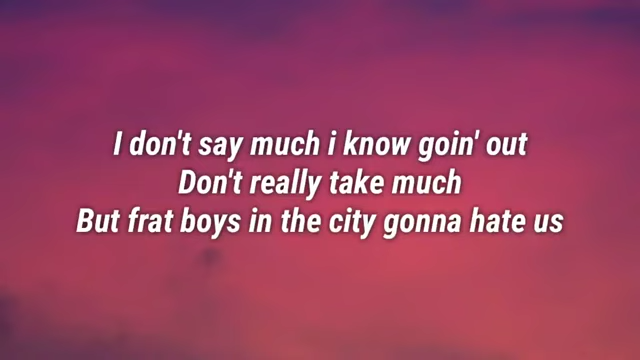 I don't say much i know goin' out
Don't really take much
But frat boys in the city gonna hate us